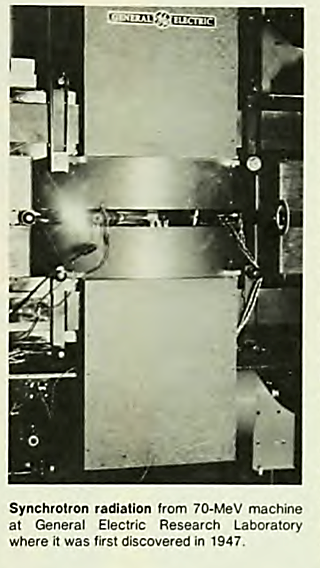 GENERAL ELECTRIC
Synchrotron radiation from 70-MeV machine
at General Electric Research Laboratory
where it was first discovered in 1947.